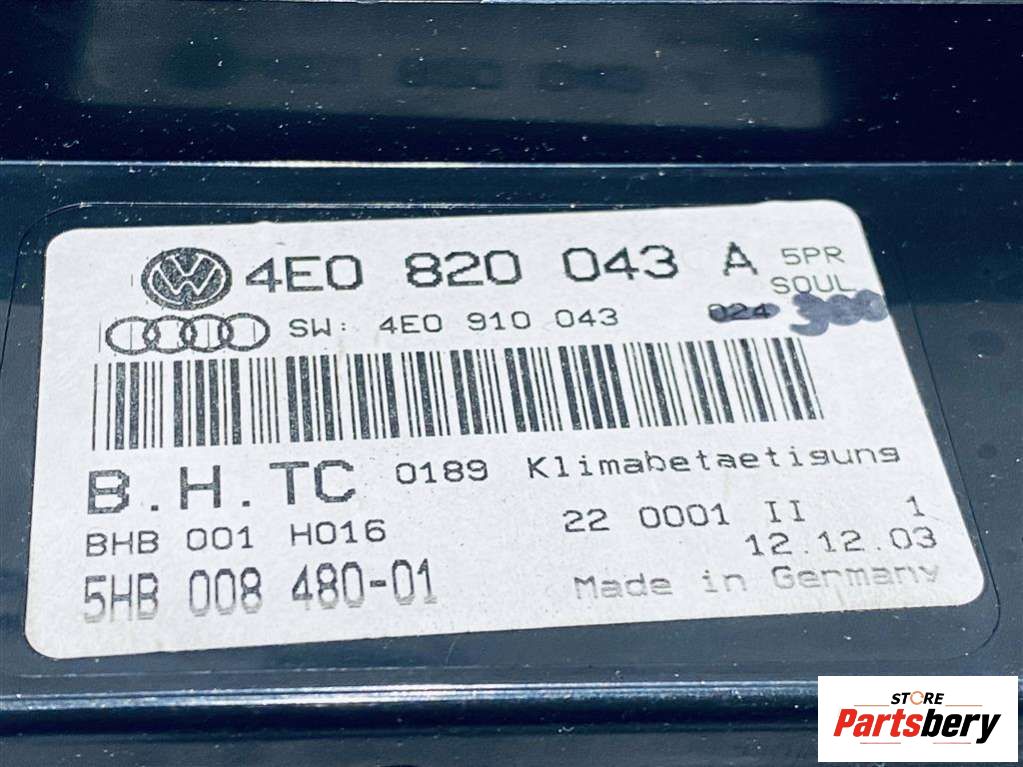 4E0 820 043 A 5PR
SOUL
SW: 4E0 910 043 024 300
B.H.TC 0189 Klimabetaetigung
BHB 001 H016 22 0001 II 1
12.12.03
5HB 008 480-01 Made in Germany
STORE
Partsbery